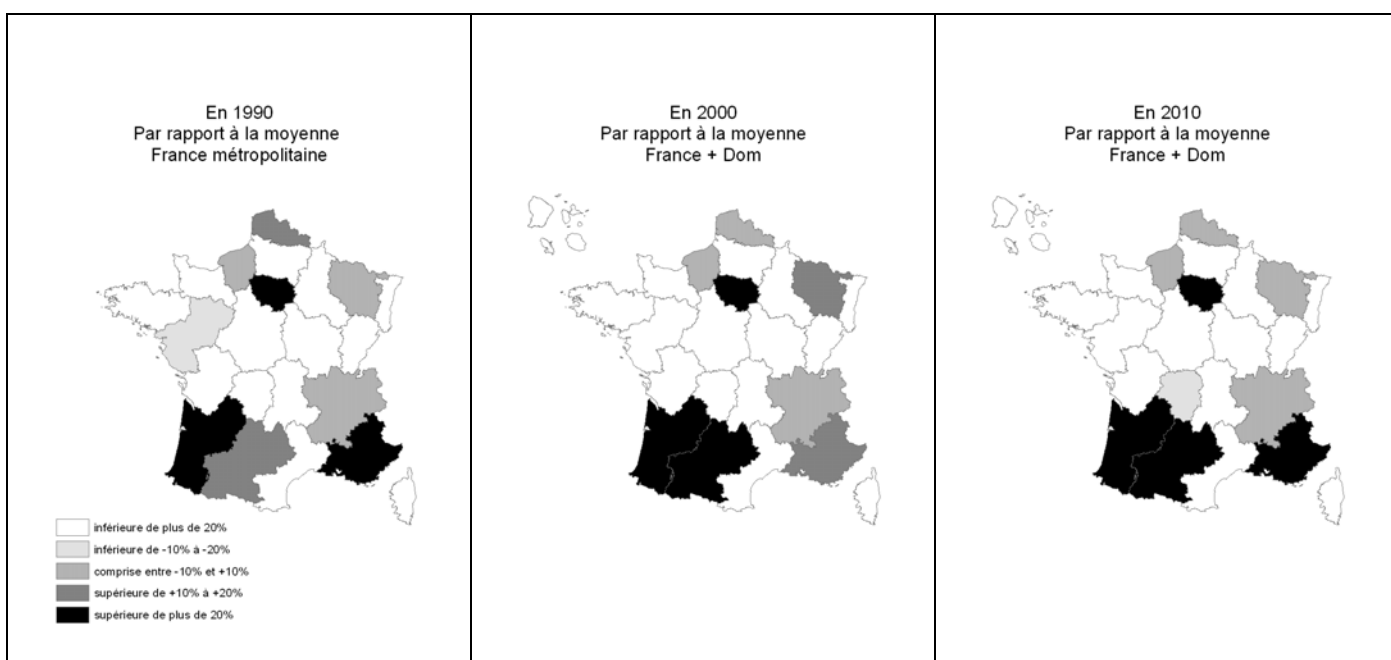 En 1990
Par rapport à la moyenne
France métropolitaine
En 2000
Par rapport à la moyenne
France + Dom
En 2010
Par rapport à la moyenne
France + Dom
inférieure de plus de 20%
inférieure de -10% à -20%
comprise entre -10% et +10%
supérieure de +10% à +20%
supérieure de plus de 20%